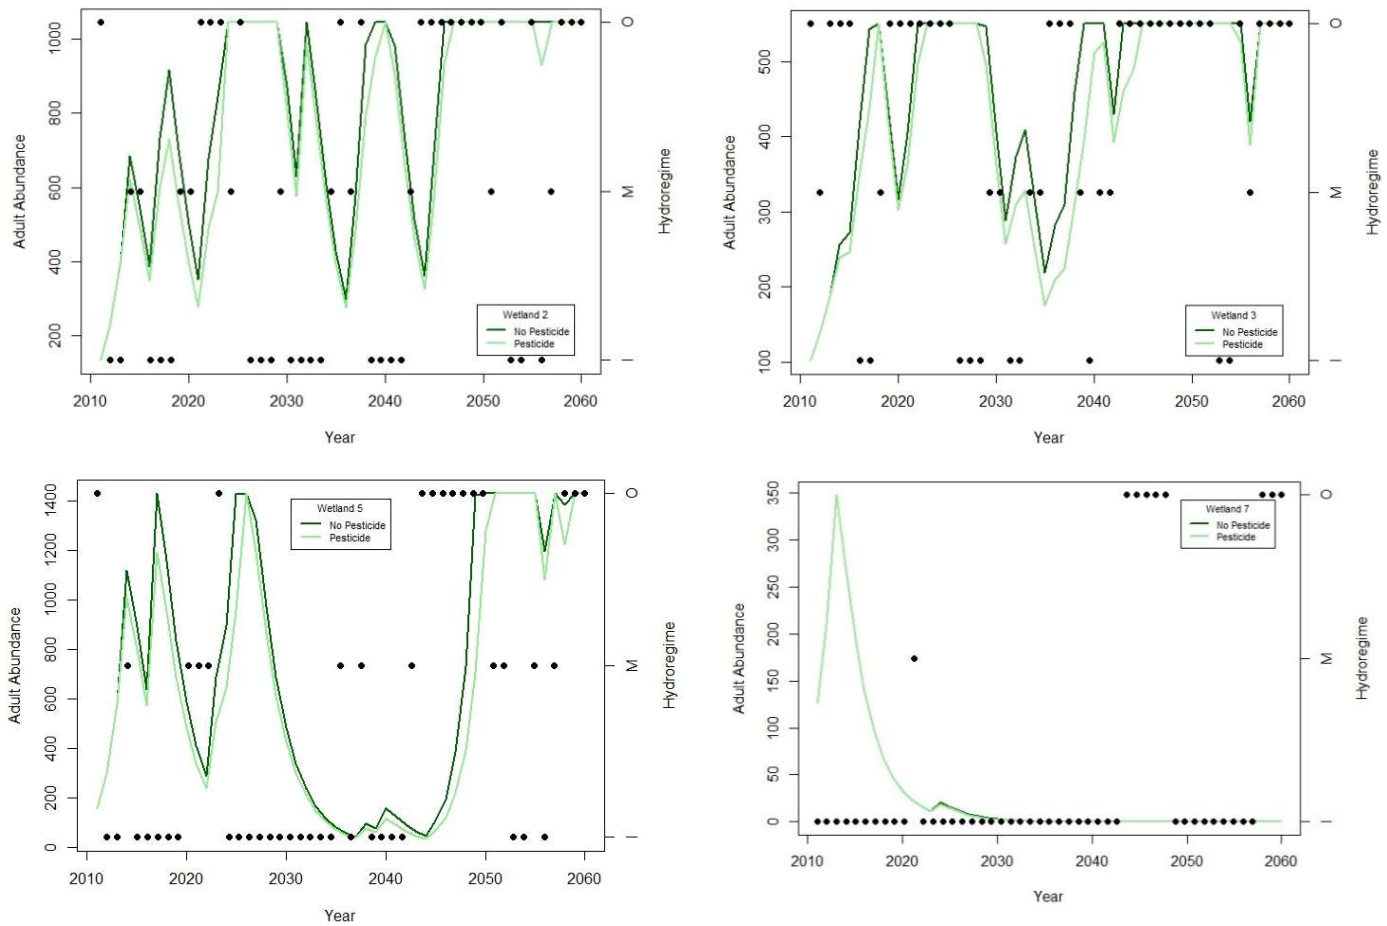 1000
800
600
400
200
Adult Abundance
O
M
I
Hydroregime
Wetland 2
No Pesticide
Pesticide
2010 2020 2030 2040 2050 2060
Year
500
400
300
200
100
Adult Abundance
O
M
I
Hydroregime
Wetland 3
No Pesticide
Pesticide
2010 2020 2030 2040 2050 2060
Year
1400
1200
1000
800
600
400
200
0
Adult Abundance
O
M
I
Hydroregime
Wetland 5
No Pesticide
Pesticide
2010 2020 2030 2040 2050 2060
Year
350
300
250
200
150
100
50
0
Adult Abundance
O
M
I
Hydroregime
Wetland 7
No Pesticide
Pesticide
2010 2020 2030 2040 2050 2060
Year